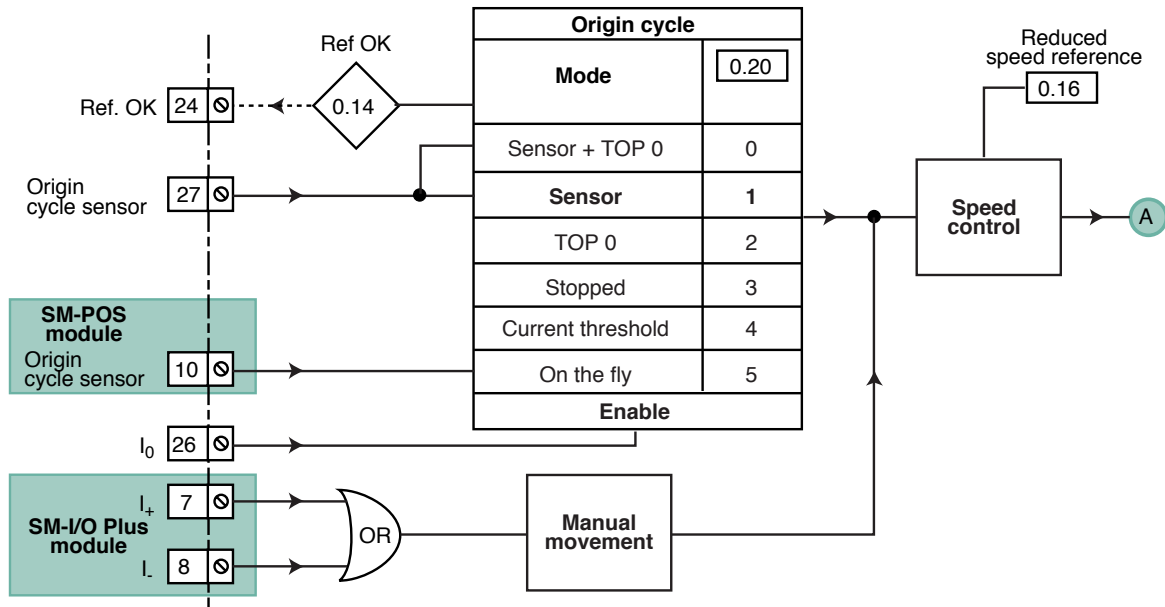 Origin cycle
Mode
0.20
Sensor + TOP 0
0
Sensor
1
TOP 0
2
Stopped
3
Current threshold
4
On the fly
5
Enable
Ref OK
0.14
Ref. OK
24
Origin
cycle sensor
27
SM-POS
module
Origin
cycle sensor
10
I0
26
SM-I/O Plus
module
I+
7
I-
8
OR
Manual
movement
Reduced
speed reference
0.16
Speed
control
A